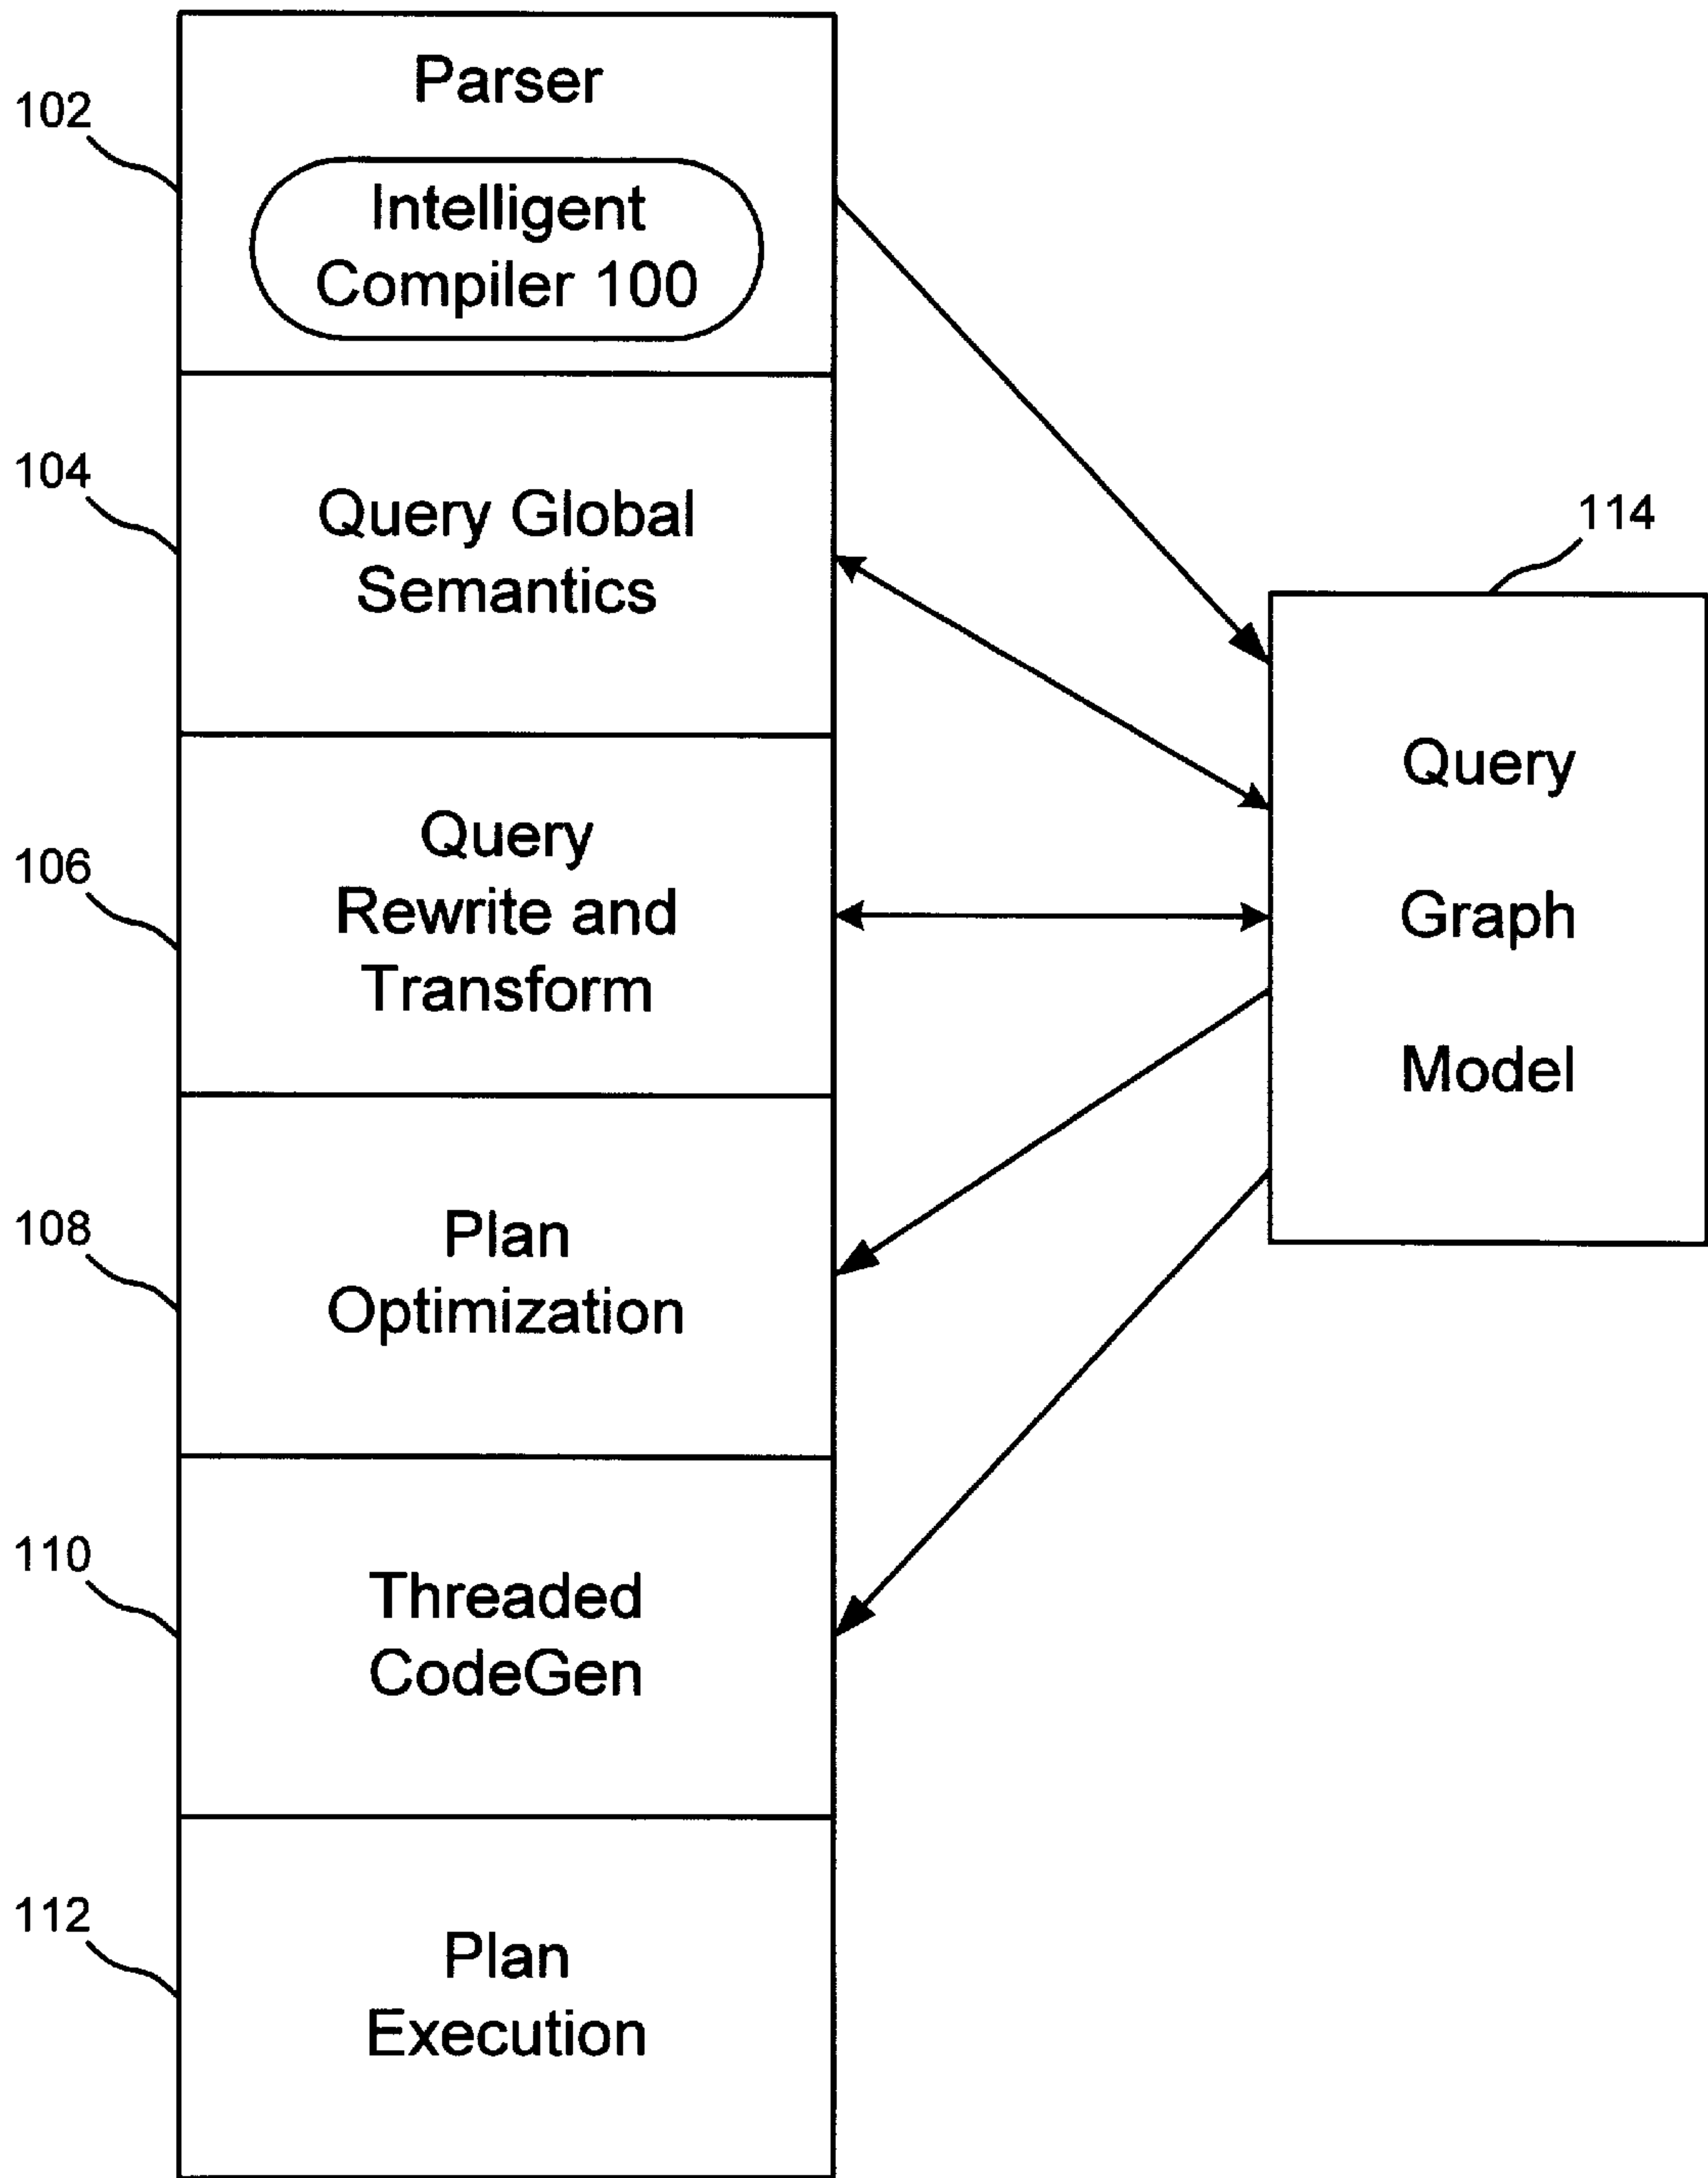 Parser
102
Intelligent
Compiler 100
104
Query Global
Semantics
114
Query
Graph
Model
106
Query
Rewrite and
Transform
108
Plan
Optimization
110
Threaded
CodeGen
112
Plan
Execution